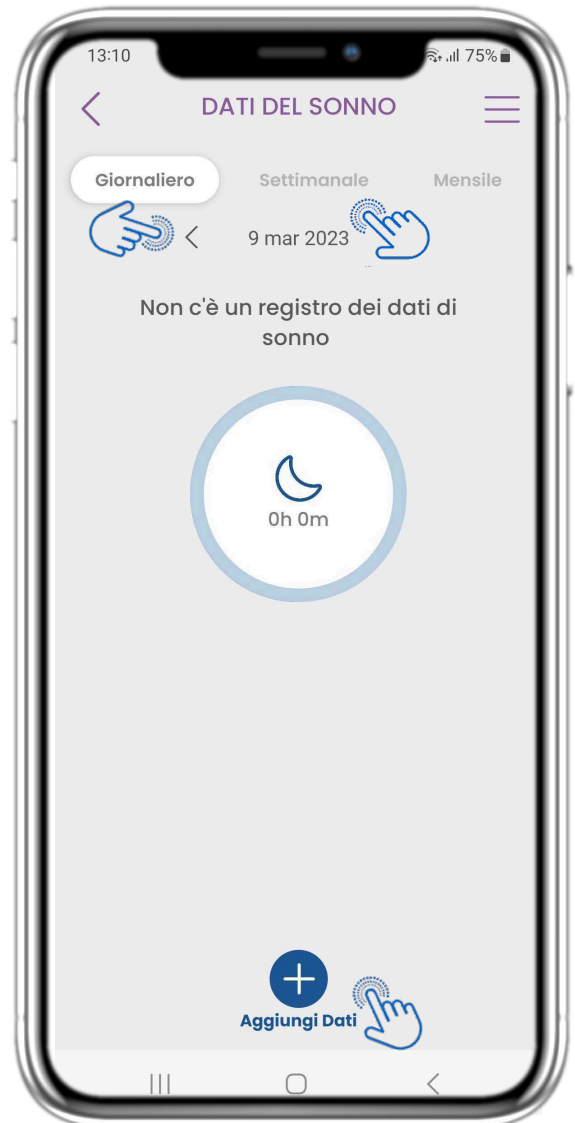 13:10 75%
DATI DEL SONNO
Giornaliero Settimanale Mensile
9 mar 2023
Non c'è un registro dei dati di
sonno
0h 0m
Aggiungi Dati